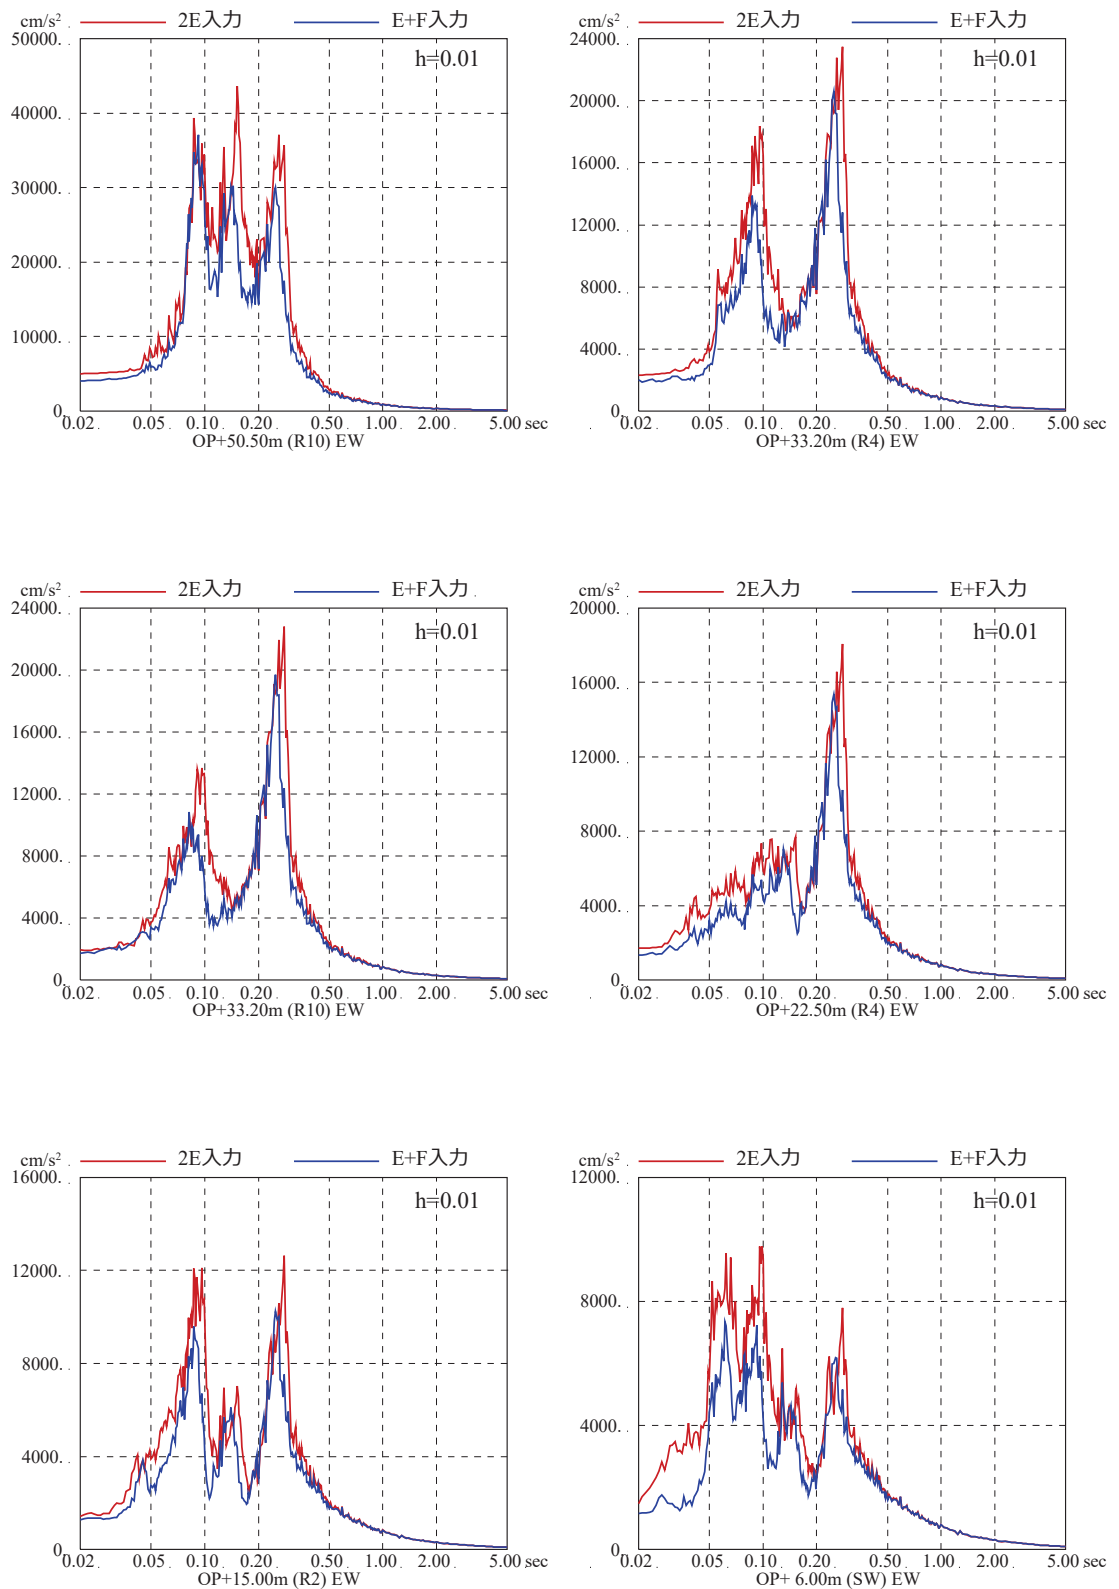 cm/s² 2E入力 E+F入力
50000.
h=0.01
40000.
30000.
20000.
10000.
0.
0.02 0.05 0.10 0.20 0.50 1.00 2.00 5.00 sec
OP+50.50m (R10) EW
cm/s² 2E入力 E+F入力
24000.
h=0.01
20000.
16000.
12000.
8000.
4000.
0.
0.02 0.05 0.10 0.20 0.50 1.00 2.00 5.00 sec
OP+33.20m (R4) EW
cm/s² 2E入力 E+F入力
24000.
h=0.01
20000.
16000.
12000.
8000.
4000.
0.
0.02 0.05 0.10 0.20 0.50 1.00 2.00 5.00 sec
OP+33.20m (R10) EW
cm/s² 2E入力 E+F入力
20000.
h=0.01
16000.
12000.
8000.
4000.
0.
0.02 0.05 0.10 0.20 0.50 1.00 2.00 5.00 sec
OP+22.50m (R4) EW
cm/s² 2E入力 E+F入力
16000.
h=0.01
12000.
8000.
4000.
0.
0.02 0.05 0.10 0.20 0.50 1.00 2.00 5.00 sec
OP+15.00m (R2) EW
cm/s² 2E入力 E+F入力
12000.
h=0.01
8000.
4000.
0.
0.02 0.05 0.10 0.20 0.50 1.00 2.00 5.00 sec
OP+ 6.00m (SW) EW